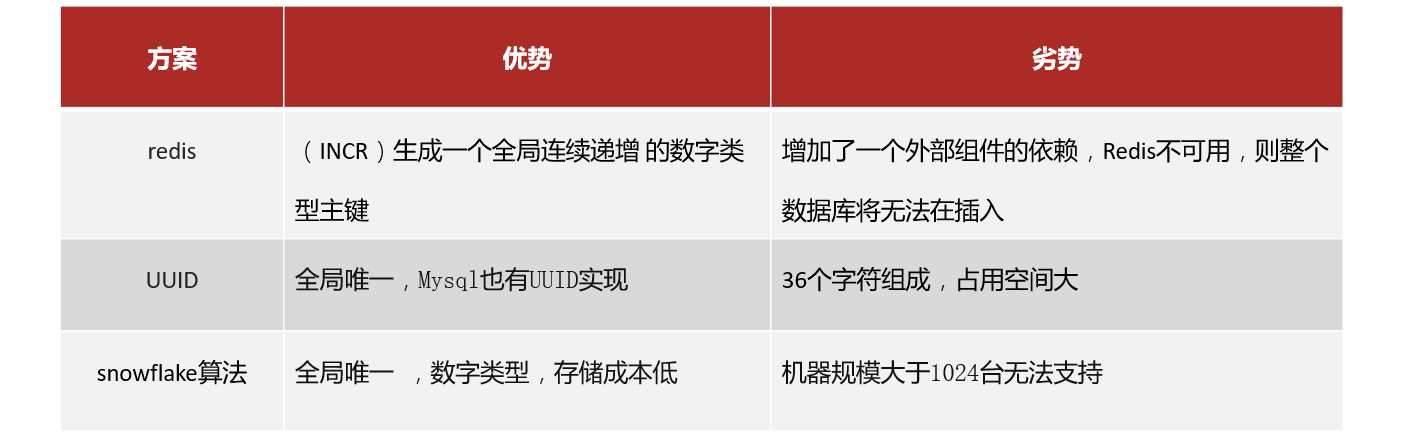 方案 优势 劣势
redis （INCR）生成一个全局连续递增 的数字类 增加了一个外部组件的依赖，Redis不可用，则整个
型主键 数据库将无法在插入
UUID 全局唯一，Mysql也有UUID实现 36个字符组成，占用空间大
snowflake算法 全局唯一 ，数字类型，存储成本低 机器规模大于1024台无法支持